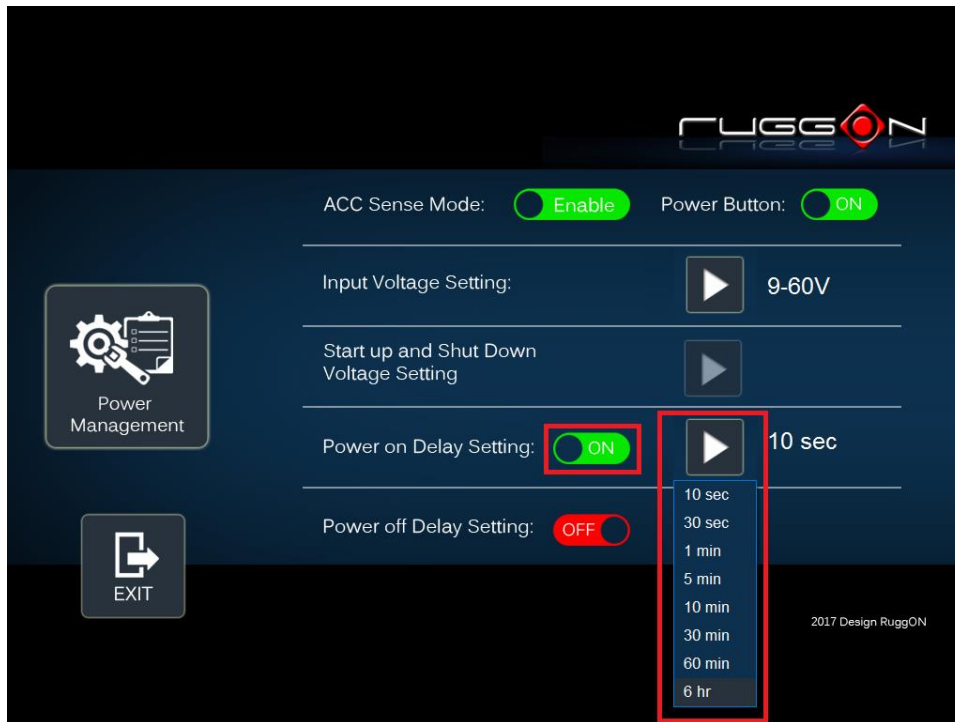 RUGGON
ACC Sense Mode: Enable Power Button: ON
Input Voltage Setting: 9-60V
Start up and Shut Down
Voltage Setting
Power
Management
Power on Delay Setting: ON 10 sec
10 sec
30 sec
1 min
5 min
10 min
30 min
60 min
6 hr
Power off Delay Setting: OFF
EXIT
2017 Design RuggON